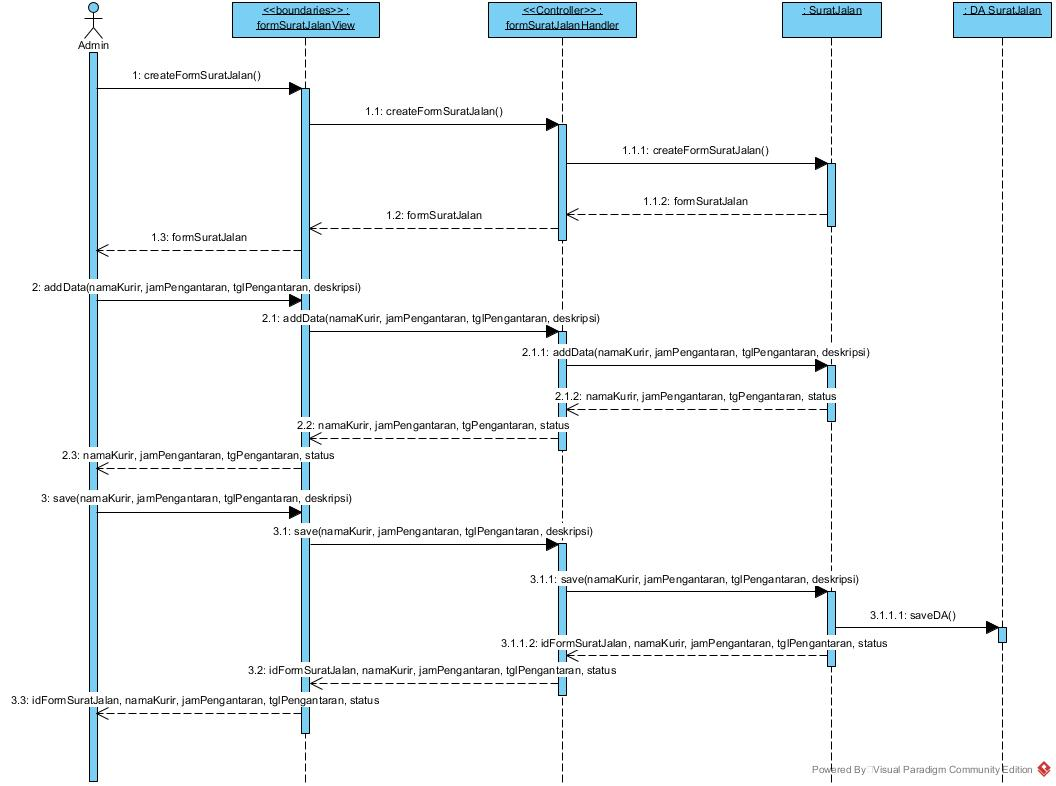 <<boundaries>> :
formSuratJalanView
<<Controller>> :
formSuratJalanHandler
: SuratJalan
: DA SuratJalan
Admin
1: createFormSuratJalan()
1.1: createFormSuratJalan()
1.1.1: createFormSuratJalan()
1.1.2: formSuratJalan
1.2: formSuratJalan
1.3: formSuratJalan
2: addData(namaKurir, jamPengantaran, tglPengantaran, deskripsi)
2.1: addData(namaKurir, jamPengantaran, tglPengantaran, deskripsi)
2.1.1: addData(namaKurir, jamPengantaran, tglPengantaran, deskripsi)
2.1.2: namaKurir, jamPengantaran, tgPengantaran, status
2.2: namaKurir, jamPengantaran, tgPengantaran, status
2.3: namaKurir, jamPengantaran, tgPengantaran, status
3: save(namaKurir, jamPengantaran, tglPengantaran, deskripsi)
3.1: save(namaKurir, jamPengantaran, tglPengantaran, deskripsi)
3.1.1: save(namaKurir, jamPengantaran, tglPengantaran, deskripsi)
3.1.1.1: saveDA()
3.1.1.2: idFormSuratJalan, namaKurir, jamPengantaran, tglPengantaran, status
3.2: idFormSuratJalan, namaKurir, jamPengantaran, tglPengantaran, status
3.3: idFormSuratJalan, namaKurir, jamPengantaran, tglPengantaran, status
Powered By Visual Paradigm Community Edition